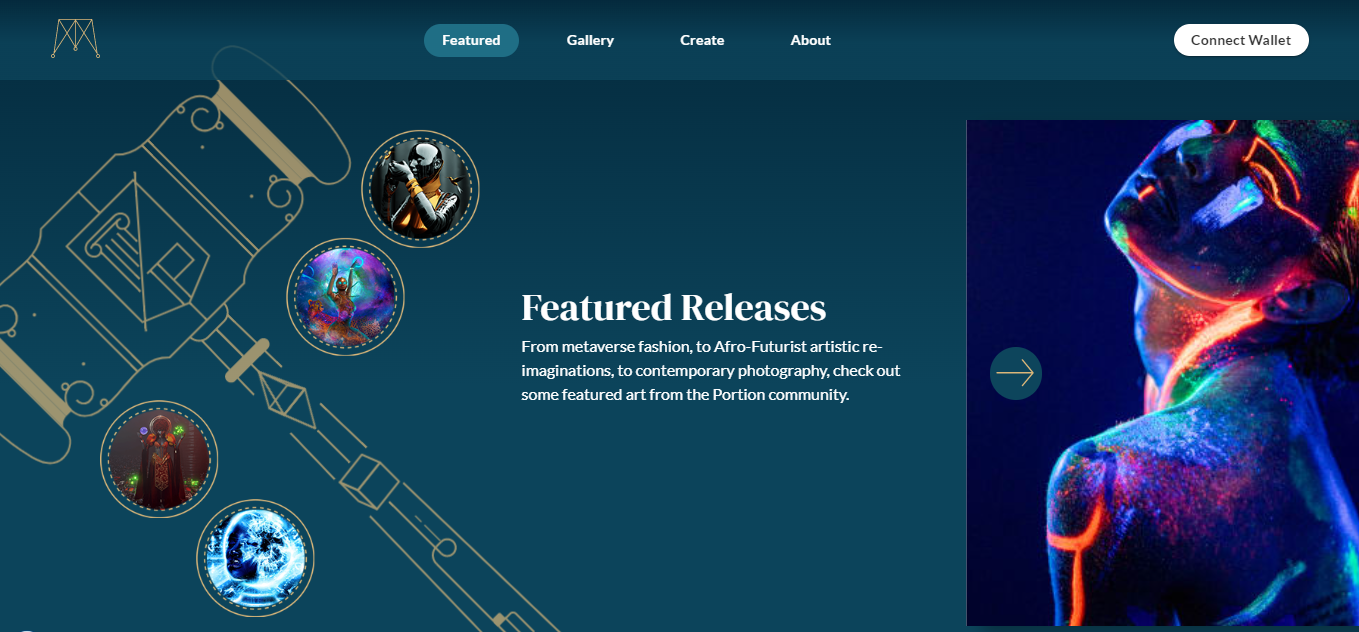 Featured
Gallery
Create
About
Connect Wallet
Featured Releases
From metaverse fashion, to Afro-Futurist artistic re-
imaginations, to contemporary photography, check out
some featured art from the Portion community.